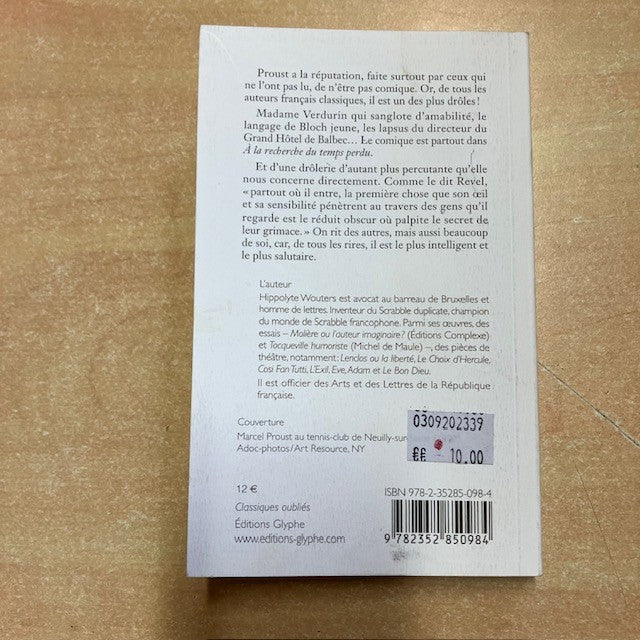 Proust a la réputation, faite surtout par ceux qui
ne l'ont pas lu, de n'être pas comique. Or, de tous les
auteurs français classiques, il est un des plus drôles !
Madame Verdurin qui sanglote d'amabilité, le
langage de Bloch jeune, les lapsus du directeur du
Grand Hôtel de Balbec… Le comique est partout dans
À la recherche du temps perdu.
Et d'une drôlerie d'autant plus percutante qu'elle
nous concerne directement. Comme le dit Revel,
« partout où il entre, la première chose que son œil
et sa sensibilité pénètrent au travers des gens qu'il
regarde est le réduit obscur où palpite le secret de
leur grimace. » On rit des autres, mais aussi beaucoup
de soi, car, de tous les rires, il est le plus intelligent et
le plus salutaire.
L'auteur
Hippolyte Wouters est avocat au barreau de Bruxelles et
homme de lettres. Inventeur du Scrabble duplicate, champion
du monde de Scrabble francophone. Parmi ses œuvres, des
essais – Molière ou l'auteur imaginaire ? (Éditions Complexe)
et Tocqueville humoriste (Michel de Maule) –, des pièces de
théâtre, notamment : Lenclos ou la liberté, Le Choix d'Hercule,
Cosi Fan Tutti, L'Exil, Eve, Adam et Le Bon Dieu.
Il est officier des Arts et des Lettres de la République
française.
Couverture
Marcel Proust au tennis-club de Neuilly-sur
Adoc-photos/Art Resource, NY
0309202339
££ 10.00
12 €
Classiques oubliés
Éditions Glyphe
www.editions-glyphe.com
ISBN 978-2-35285-098-4
9 782352 850984